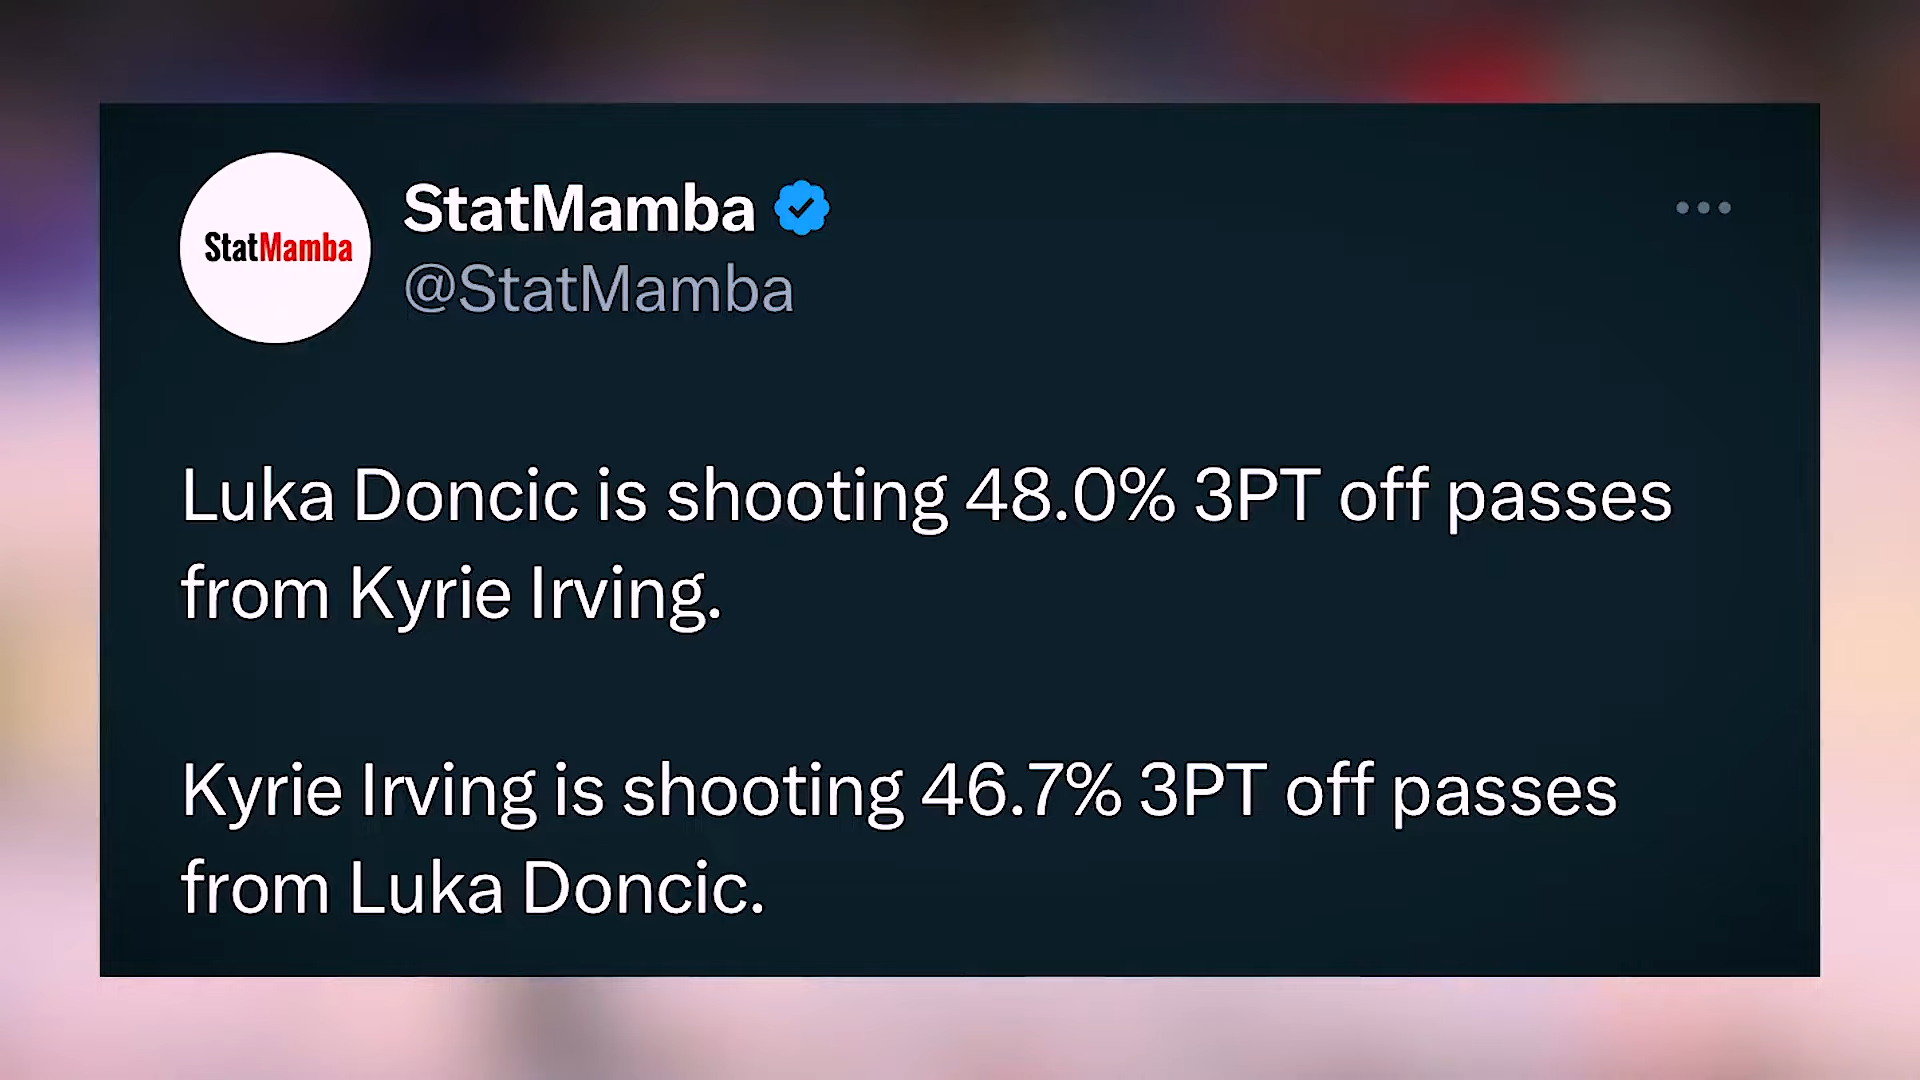 StatMamba
StatMamba
@StatMamba
Luka Doncic is shooting 48.0% 3PT off passes
from Kyrie Irving.
Kyrie Irving is shooting 46.7% 3PT off passes
from Luka Doncic.